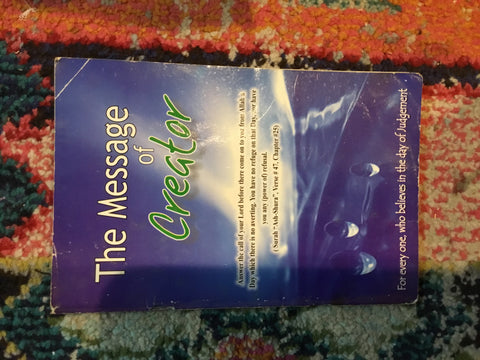 The Message
of
Creator
Answer the call of your Lord before there come on to you from Allah a
Day which there is no averting. You have no refuge on that Day, nor have
you any (power of) refusal.
( Surah "Ash-Shura", Verse # 47, Chapter #25)
For every one, who believes in the day of Judgement